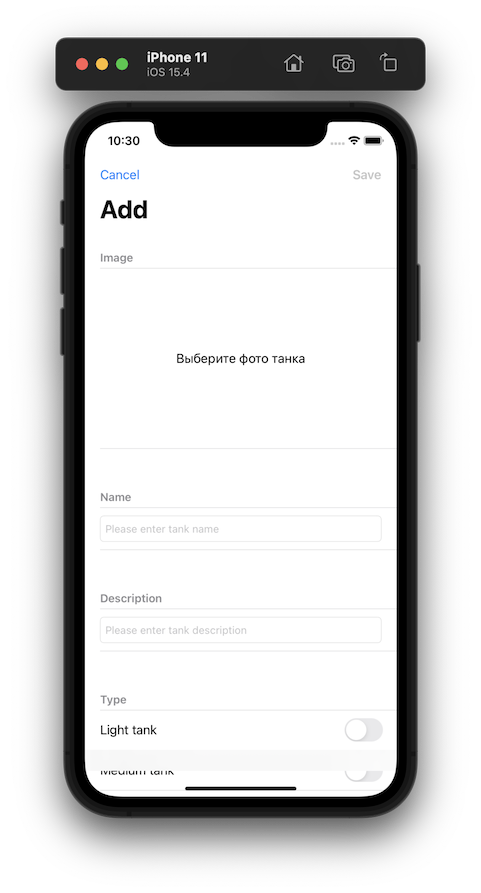 iPhone 11
iOS 15.4
10:30
Cancel Save
Add
Image
Выберите фото танка
Name
Please enter tank name
Description
Please enter tank description
Type
Light tank
Medium tank